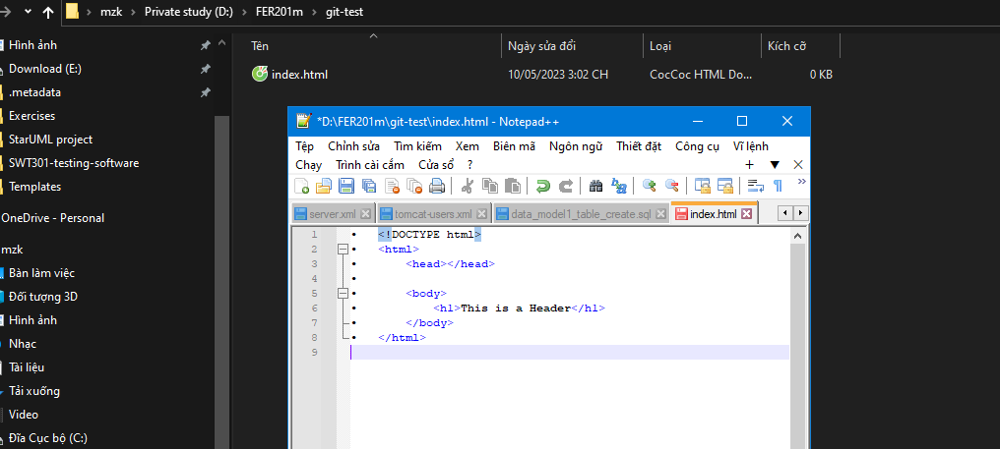 mzk > Private study (D:) > FER201m > git-test
Hình ảnh
Download (E:)
.metadata
Exercises
StarUML project
SWT301-testing-software
Templates
OneDrive - Personal
mzk
Bàn làm việc
Đối tượng 3D
Hình ảnh
Nhạc
Tài liệu
Tải xuống
Video
Đĩa Cục bộ (C:)
Tên Ngày sửa đổi Loại Kích cỡ
index.html 10/05/2023 3:02 CH CocCoc HTML Do... 0 KB
*D:\FER201m\git-test\index.html - Notepad++
Tệp Chỉnh sửa Tìm kiếm Xem Biên mã Ngôn ngữ Thiết đặt Công cụ Vĩ lệnh
Chạy Trình cài cắm Cửa sổ ?
server.xml tomcat-users.xml data_model1_table_create.sql index.html
1 <!DOCTYPE html>
2 <html>
3 <head></head>
4
5 <body>
6 <h1>This is a Header</h1>
7 </body>
8 </html>
9